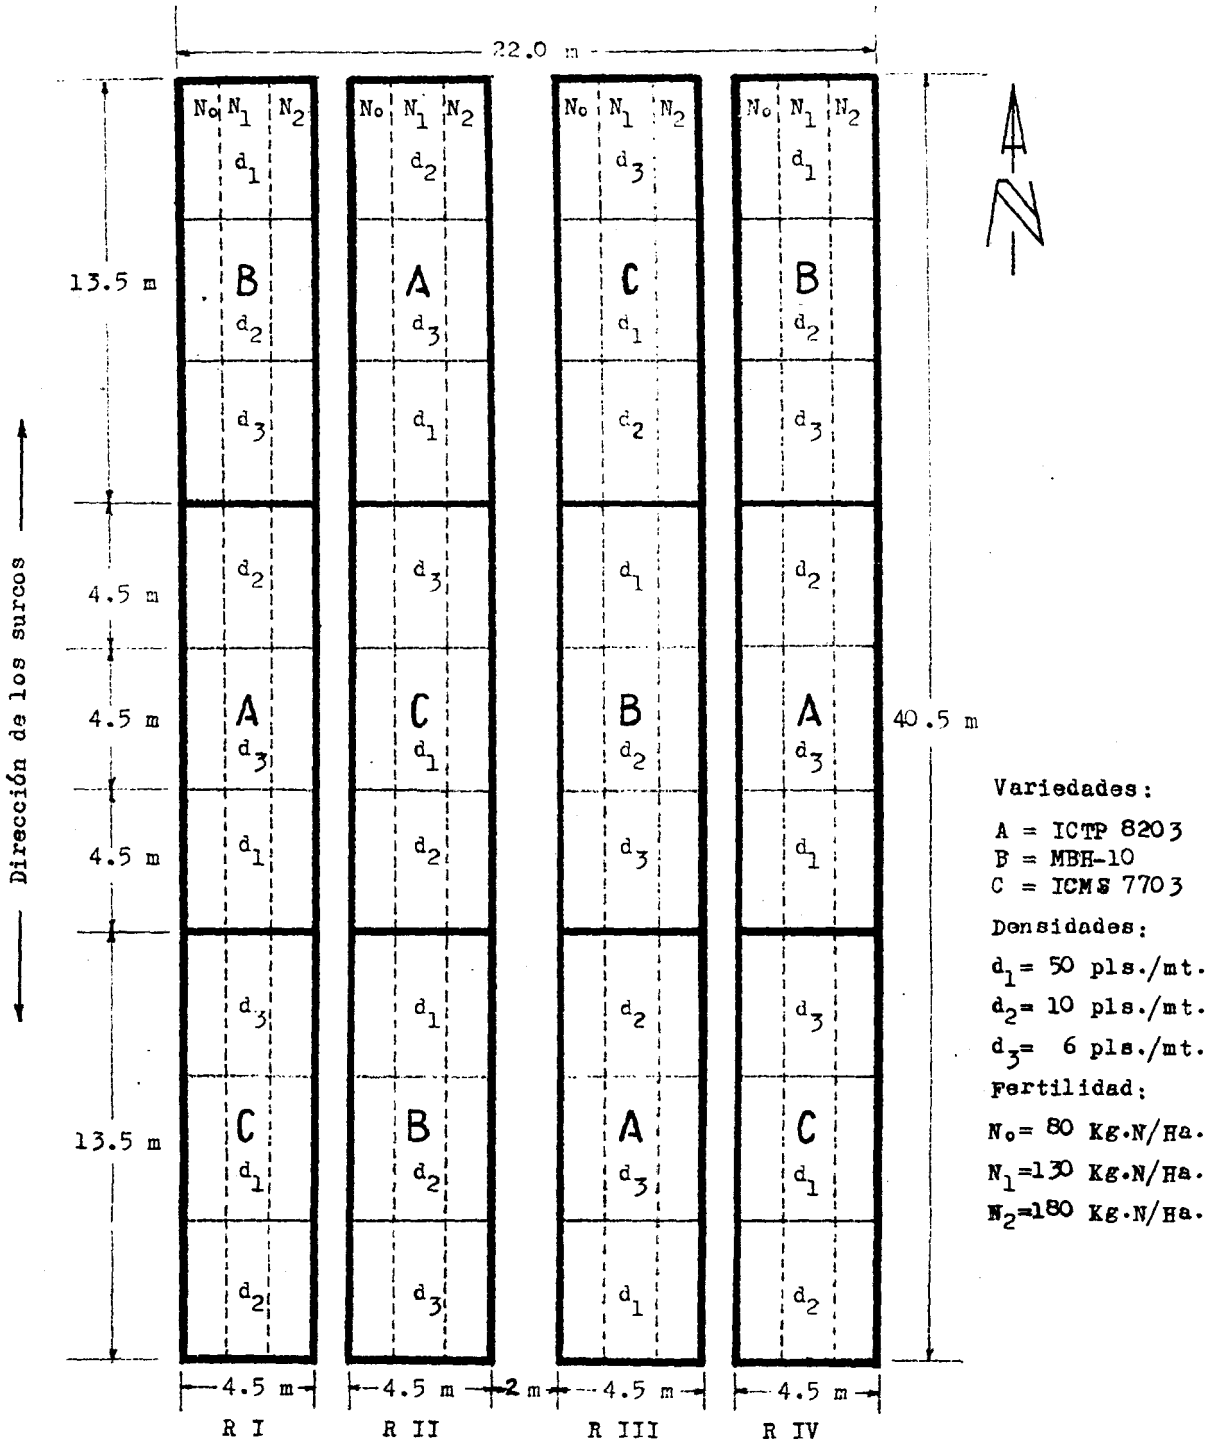 22.0 m
N₀ N₁ N₂ N₀ N₁ N₂ N₀ N₁ N₂ N₀ N₁ N₂
d₁ d₂ d₃ d₁
13.5 m B A C B
d₂ d₃ d₁ d₂
d₃ d₁ d₂ d₃
4.5 m d₂ d₃ d₁ d₂
4.5 m A C B A 40.5 m
d₃ d₁ d₂ d₃
4.5 m d₁ d₂ d₃ d₁
d₃ d₁ d₂ d₃
13.5 m C B A C
d₁ d₂ d₃ d₁
d₂ d₃ d₁ d₂
4.5 m 4.5 m 2 m 4.5 m 4.5 m
R I R II R III R IV
Dirección de los surcos
N
Variedades:
A = ICTP 8203
B = MBH-10
C = ICMS 7703
Densidades:
d₁= 50 pls./mt.
d₂= 10 pls./mt.
d₃= 6 pls./mt.
Fertilidad:
N₀= 80 Kg.N/Ha.
N₁=130 Kg.N/Ha.
N₂=180 Kg.N/Ha.